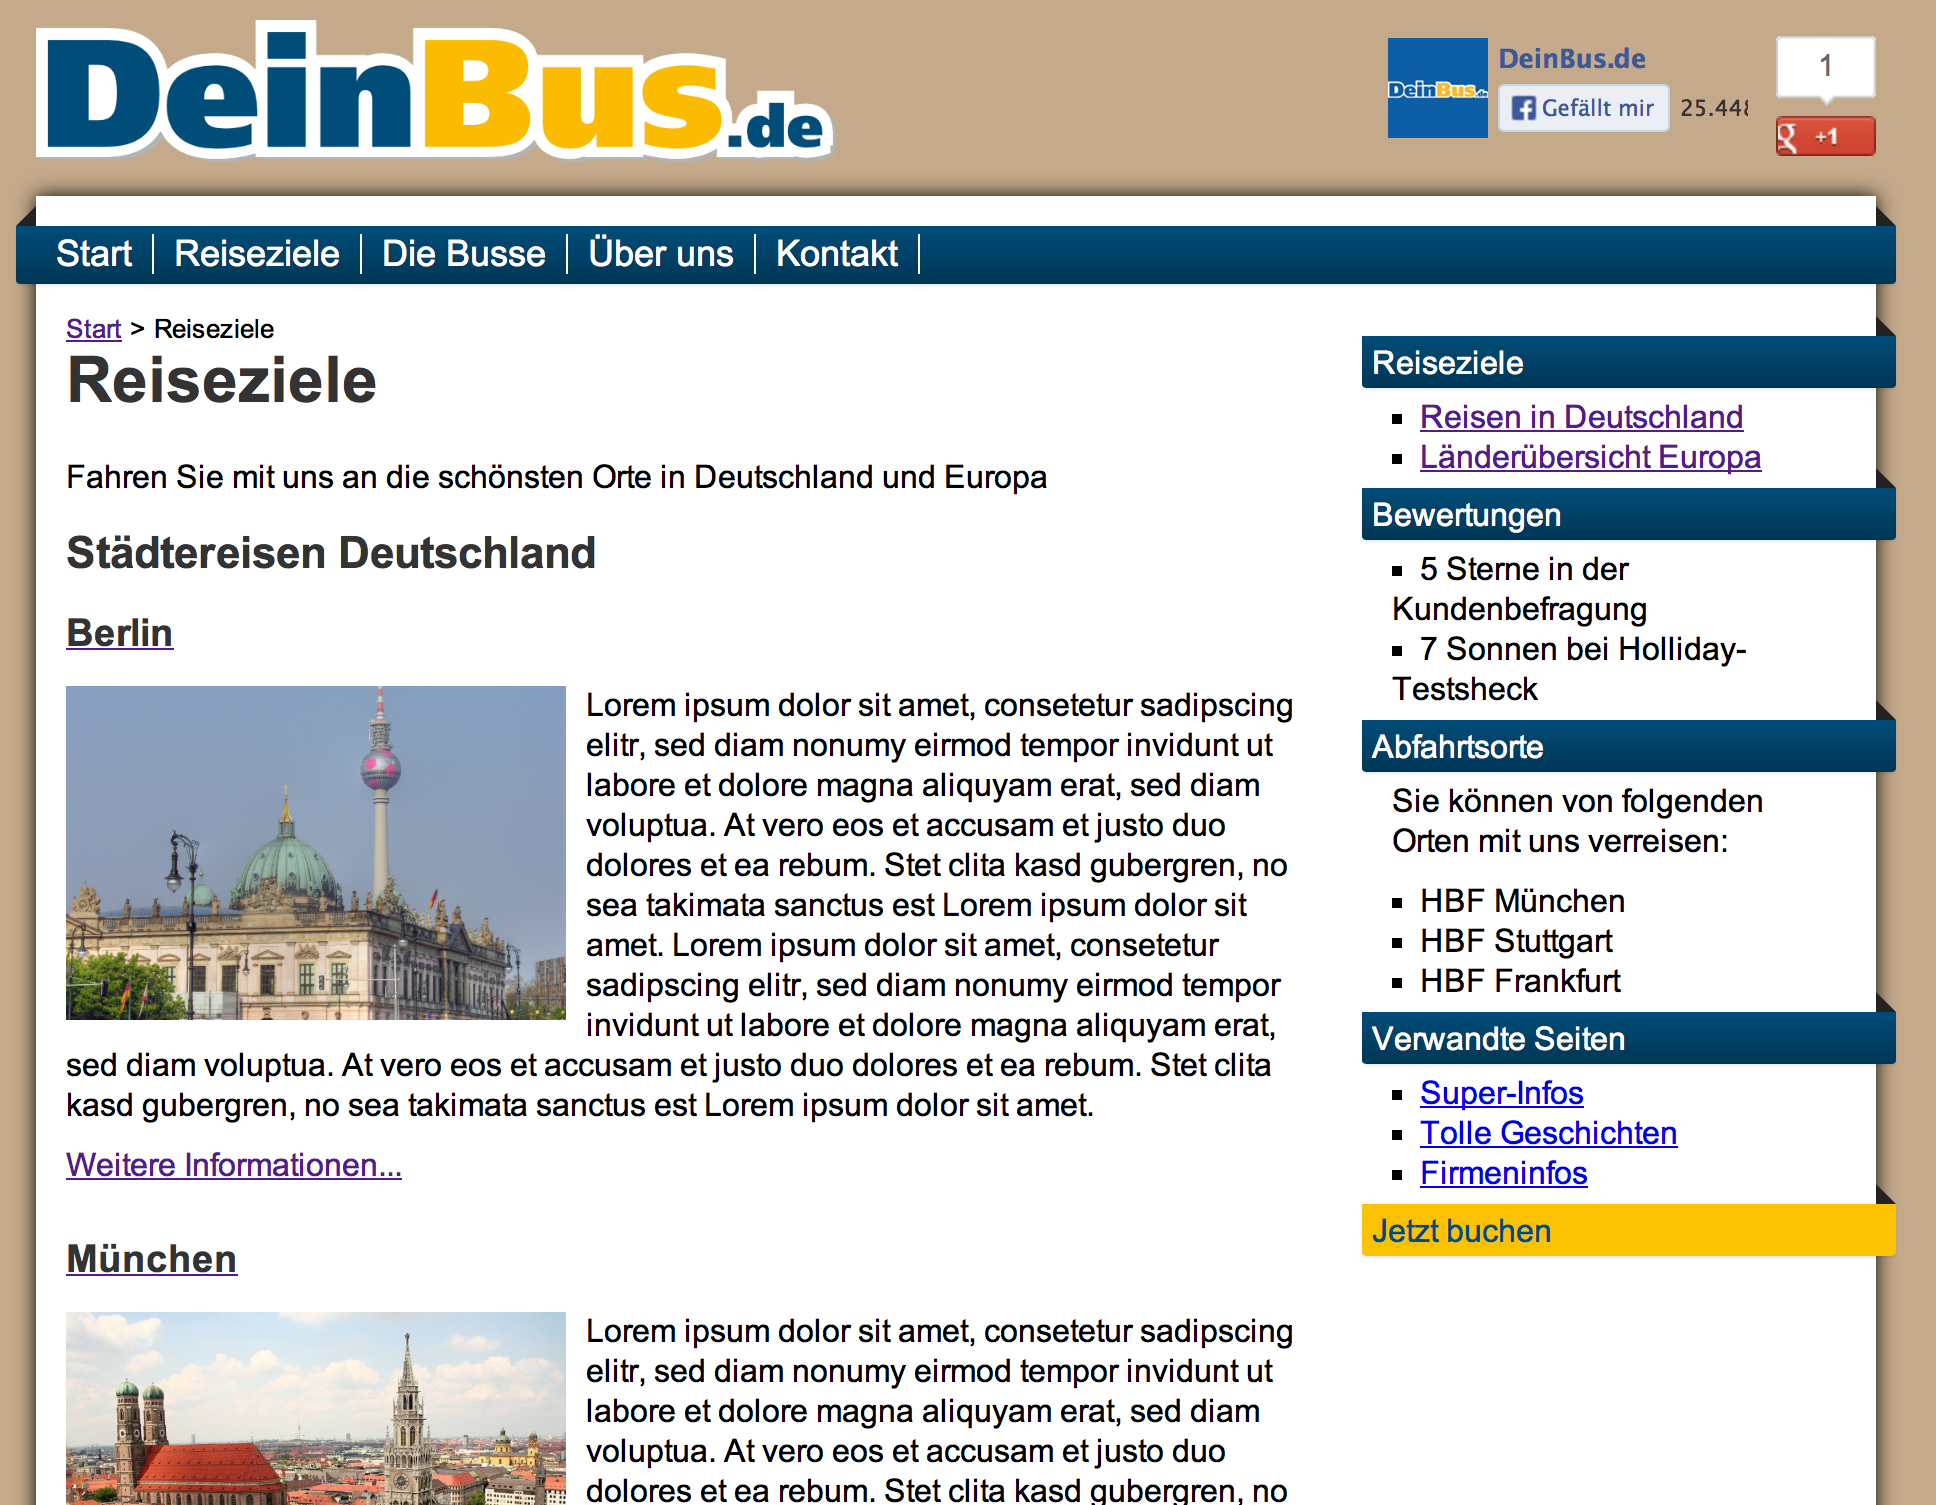 DeinBus.de
DeinBus.de
DeinBus.de
Gefällt mir 25.448
1
g +1
Start Reiseziele Die Busse Über uns Kontakt
Start > Reiseziele
Reiseziele
Fahren Sie mit uns an die schönsten Orte in Deutschland und Europa
Städtereisen Deutschland
Berlin
Lorem ipsum dolor sit amet, consetetur sadipscing
elitr, sed diam nonumy eirmod tempor invidunt ut
labore et dolore magna aliquyam erat, sed diam
voluptua. At vero eos et accusam et justo duo
dolores et ea rebum. Stet clita kasd gubergren, no
sea takimata sanctus est Lorem ipsum dolor sit
amet. Lorem ipsum dolor sit amet, consetetur
sadipscing elitr, sed diam nonumy eirmod tempor
invidunt ut labore et dolore magna aliquyam erat,
sed diam voluptua. At vero eos et accusam et justo duo dolores et ea rebum. Stet clita
kasd gubergren, no sea takimata sanctus est Lorem ipsum dolor sit amet.
Weitere Informationen...
München
Lorem ipsum dolor sit amet, consetetur sadipscing
elitr, sed diam nonumy eirmod tempor invidunt ut
labore et dolore magna aliquyam erat, sed diam
voluptua. At vero eos et accusam et justo duo
dolores et ea rebum. Stet clita kasd gubergren, no
Reiseziele
Reisen in Deutschland
Länderübersicht Europa
Bewertungen
5 Sterne in der
Kundenbefragung
7 Sonnen bei Holliday-
Testsheck
Abfahrtsorte
Sie können von folgenden
Orten mit uns verreisen:
HBF München
HBF Stuttgart
HBF Frankfurt
Verwandte Seiten
Super-Infos
Tolle Geschichten
Firmeninfos
Jetzt buchen